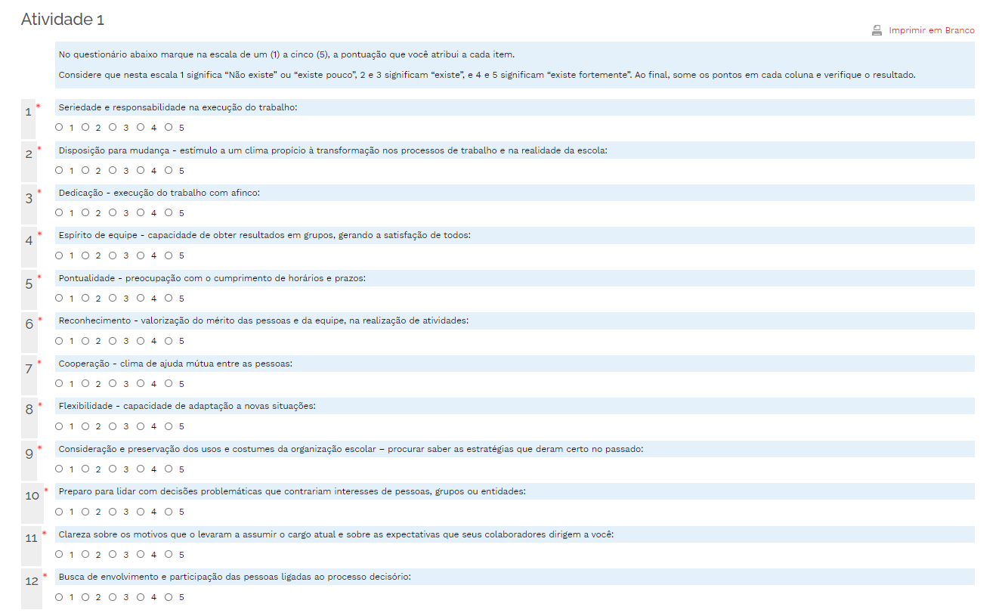 Atividade 1
Imprimir em Branco
No questionário abaixo marque na escala de um (1) a cinco (5), a pontuação que você atribui a cada item.
Considere que nesta escala 1 significa “Não existe” ou “existe pouco”, 2 e 3 significam “existe”, e 4 e 5 significam “existe fortemente”. Ao final, some os pontos em cada coluna e verifique o resultado.
1 * Seriedade e responsabilidade na execução do trabalho:
1 2 3 4 5
2 * Disposição para mudança - estímulo a um clima propício à transformação nos processos de trabalho e na realidade da escola:
1 2 3 4 5
3 * Dedicação - execução do trabalho com afinco:
1 2 3 4 5
4 * Espírito de equipe - capacidade de obter resultados em grupos, gerando a satisfação de todos:
1 2 3 4 5
5 * Pontualidade - preocupação com o cumprimento de horários e prazos:
1 2 3 4 5
6 * Reconhecimento - valorização do mérito das pessoas e da equipe, na realização de atividades:
1 2 3 4 5
7 * Cooperação - clima de ajuda mútua entre as pessoas:
1 2 3 4 5
8 * Flexibilidade - capacidade de adaptação a novas situações:
1 2 3 4 5
9 * Consideração e preservação dos usos e costumes da organização escolar – procurar saber as estratégias que deram certo no passado:
1 2 3 4 5
10 * Preparo para lidar com decisões problemáticas que contrariam interesses de pessoas, grupos ou entidades:
1 2 3 4 5
11 * Clareza sobre os motivos que o levaram a assumir o cargo atual e sobre as expectativas que seus colaboradores dirigem a você:
1 2 3 4 5
12 * Busca de envolvimento e participação das pessoas ligadas ao processo decisório:
1 2 3 4 5